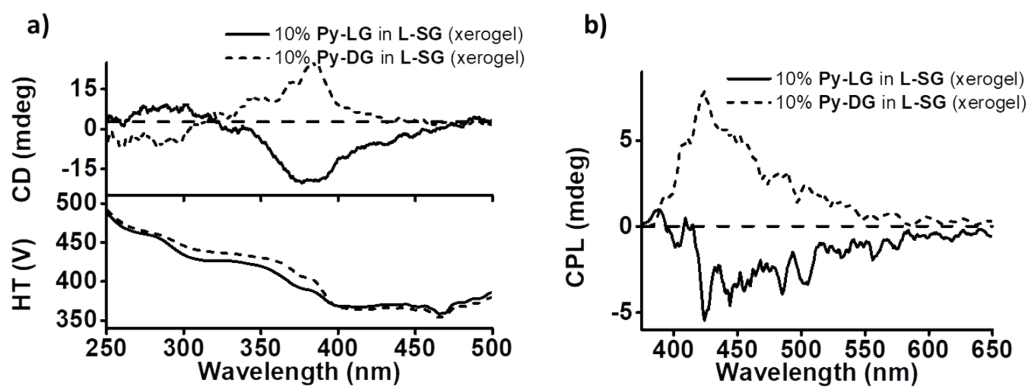 a)
10% Py-LG in L-SG (xerogel)
10% Py-DG in L-SG (xerogel)
CD (mdeg)
15
0
-15
HT (V)
500
450
400
350
250 300 350 400 450 500
Wavelength (nm)
b)
10% Py-LG in L-SG (xerogel)
10% Py-DG in L-SG (xerogel)
CPL (mdeg)
5
0
-5
400 450 500 550 600 650
Wavelength (nm)